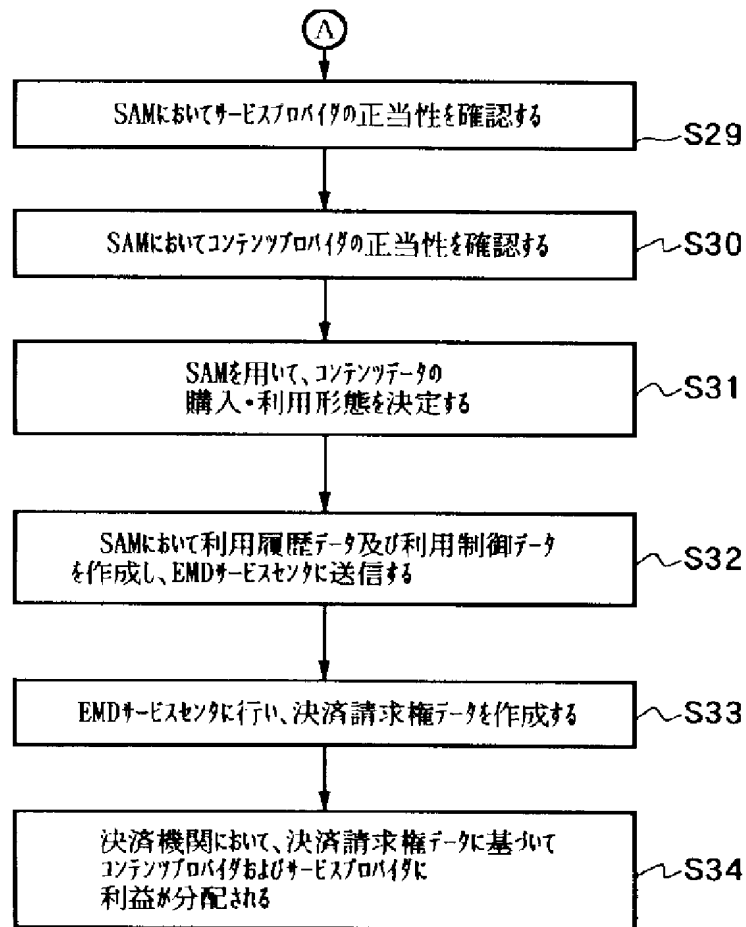 A
SAMにおいてサービスプロバイダの正当性を確認する
S29
SAMにおいてコンテンツプロバイダの正当性を確認する
S30
SAMを用いて、コンテンツデータの
購入・利用形態を決定する
S31
SAMにおいて利用履歴データ及び利用制御データ
を作成し、EMDサービスセンタに送信する
S32
EMDサービスセンタに行い、決済請求権データを作成する
S33
決済機関において、決済請求権データに基づいて
コンテンツプロバイダおよびサービスプロバイダに
利益が分配される
S34